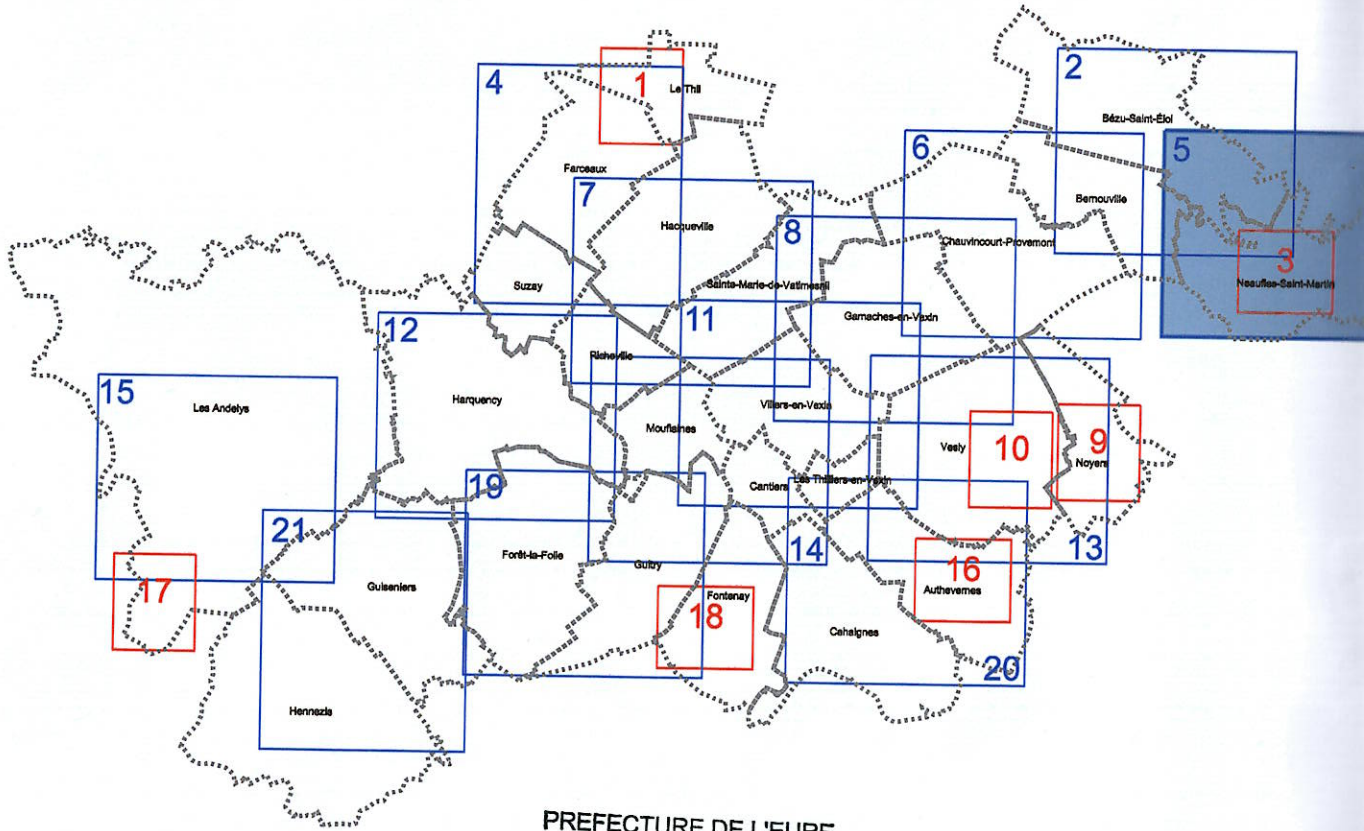 2
4
1
Le Thil
Bézu-Saint-Éloi
6
5
Farceaux
7
Bernouville
Hacqueville
8
Chauvincourt-Provemont
3
Suzay
Sainte-Marie-de-Vatimesnil
Neaufles-Saint-Martin
12
11
Gamaches-en-Vexin
Richeville
15
Les Andelys
Harquency
Villers-en-Vexin
Mouflaines
Vesly
10
9
Noyers
19
Cantiers
Les Thilliers-en-Vexin
21
14
13
Forêt-la-Folie
Guitry
16
17
Guiseniers
Fontenay
Authevernes
18
Cahaignes
20
Hennezis
PREFECTURE DE L'EURE